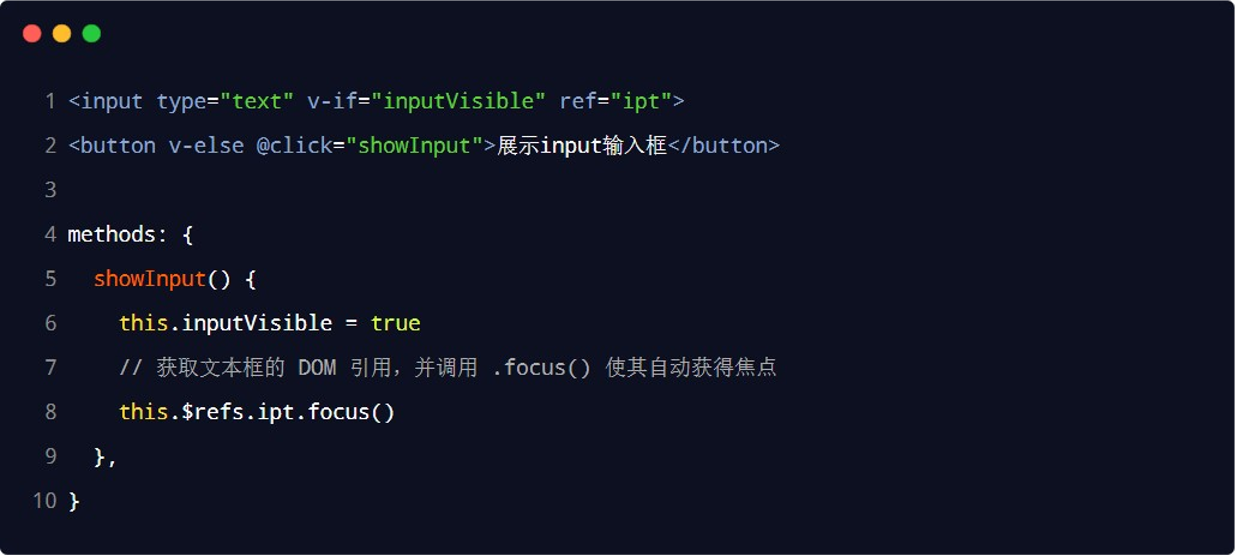 1 <input type="text" v-if="inputVisible" ref="ipt">
2 <button v-else @click="showInput">展示input输入框</button>
3
4 methods: {
5   showInput() {
6     this.inputVisible = true
7     // 获取文本框的 DOM 引用，并调用 .focus() 使其自动获得焦点
8     this.$refs.ipt.focus()
9   },
10 }